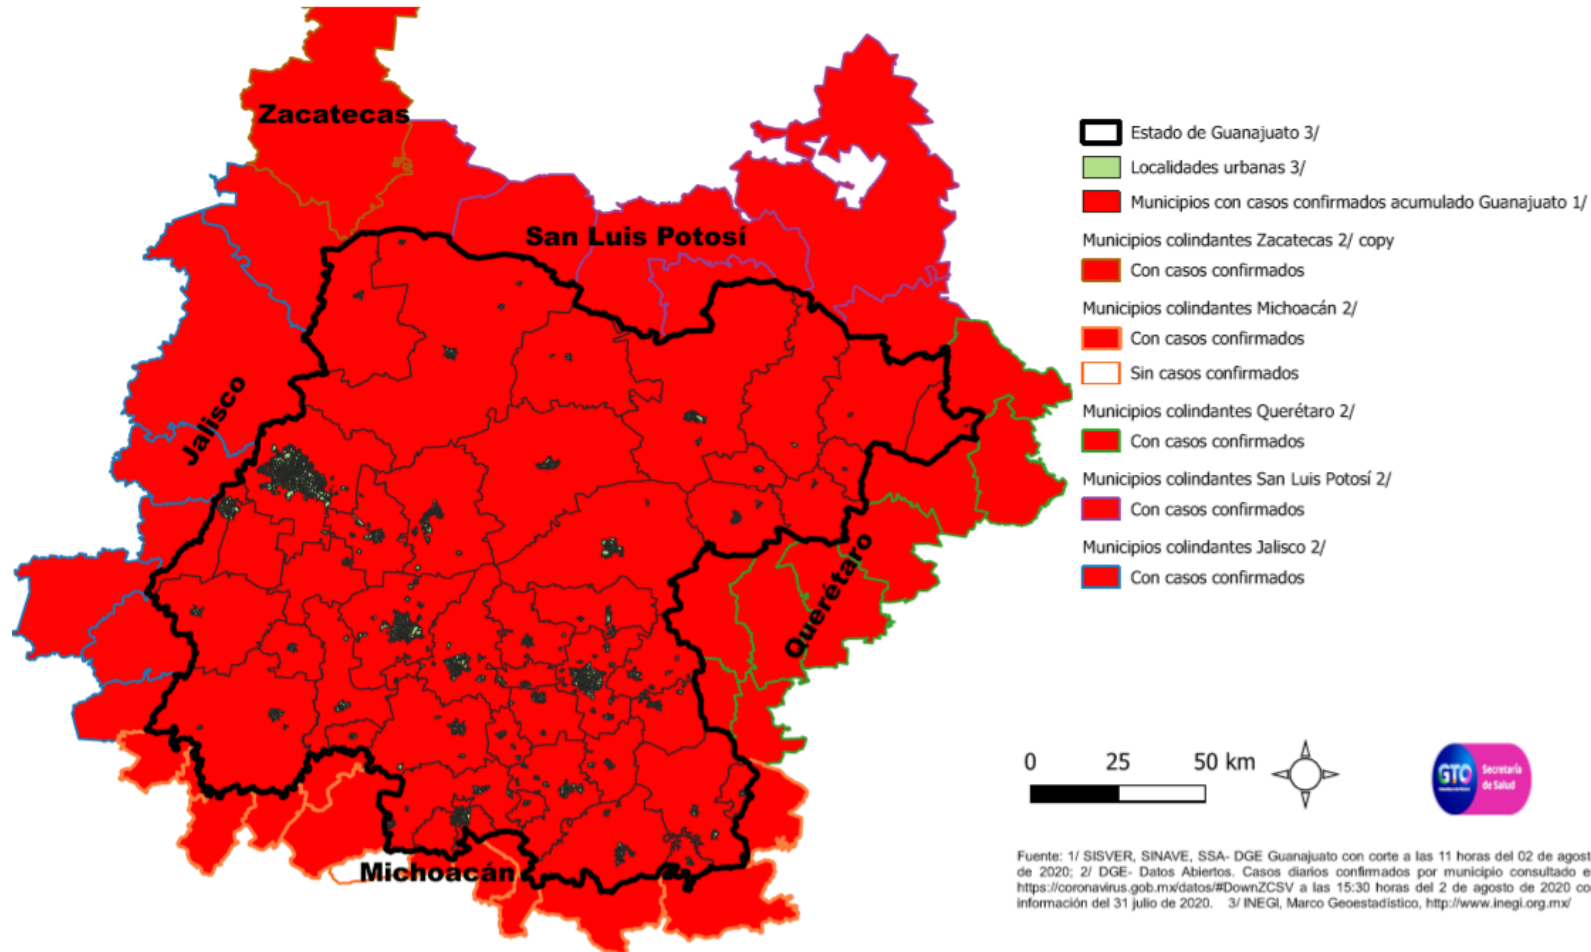 Zacatecas
San Luis Potosí
Jalisco
Querétaro
Michoacán
Estado de Guanajuato 3/
Localidades urbanas 3/
Municipios con casos confirmados acumulado Guanajuato 1/
Municipios colindantes Zacatecas 2/ copy
Con casos confirmados
Municipios colindantes Michoacán 2/
Con casos confirmados
Sin casos confirmados
Municipios colindantes Querétaro 2/
Con casos confirmados
Municipios colindantes San Luis Potosí 2/
Con casos confirmados
Municipios colindantes Jalisco 2/
Con casos confirmados
0 25 50 km
GTO
Secretaría
de Salud
Fuente: 1/ SISVER, SINAVE, SSA- DGE Guanajuato con corte a las 11 horas del 02 de agost
de 2020; 2/ DGE- Datos Abiertos. Casos diarios confirmados por municipio consultado e
https://coronavirus.gob.mx/datos/#DownZCSV a las 15:30 horas del 2 de agosto de 2020 co
información del 31 julio de 2020. 3/ INEGI, Marco Geoestadístico, http://www.inegi.org.mx/